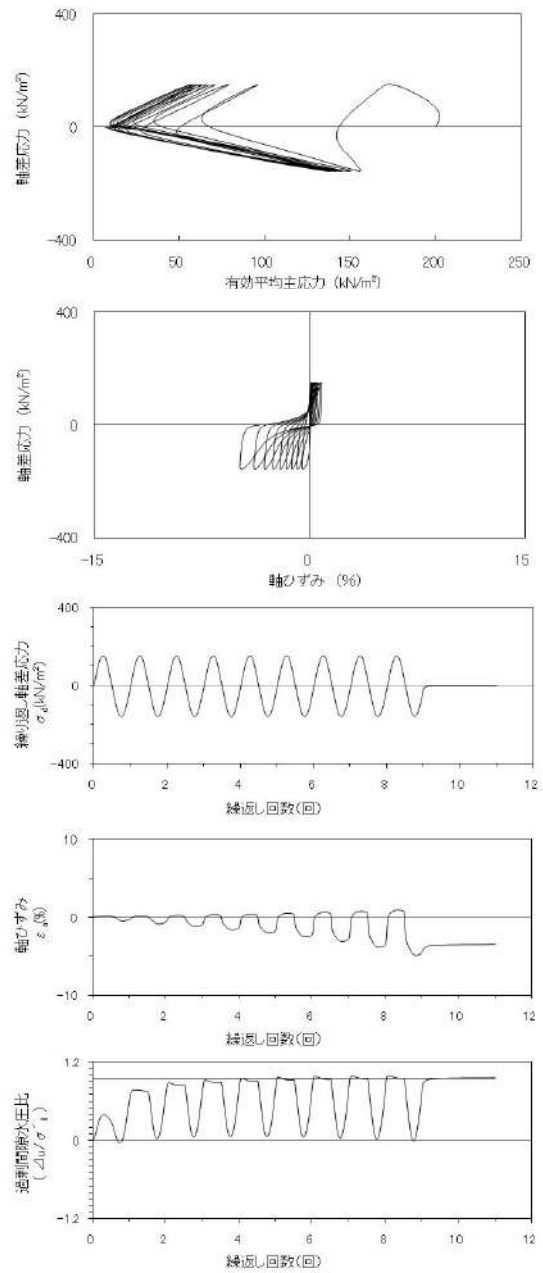 400
0
-400
軸差応力 (kN/m²)
0 50 100 150 200 250
有効平均主応力 (kN/m²)
400
0
-400
軸差応力 (kN/m²)
-15 0 15
軸ひずみ (%)
400
0
-400
繰り返し軸差応力
σd(kN/m²)
0 2 4 6 8 10 12
繰返し回数(回)
10
0
-10
軸ひずみ
εa(%)
0 2 4 6 8 10 12
繰返し回数(回)
1.2
0
-1.2
過剰間隙水圧比
0 2 4 6 8 10 12
繰返し回数(回)